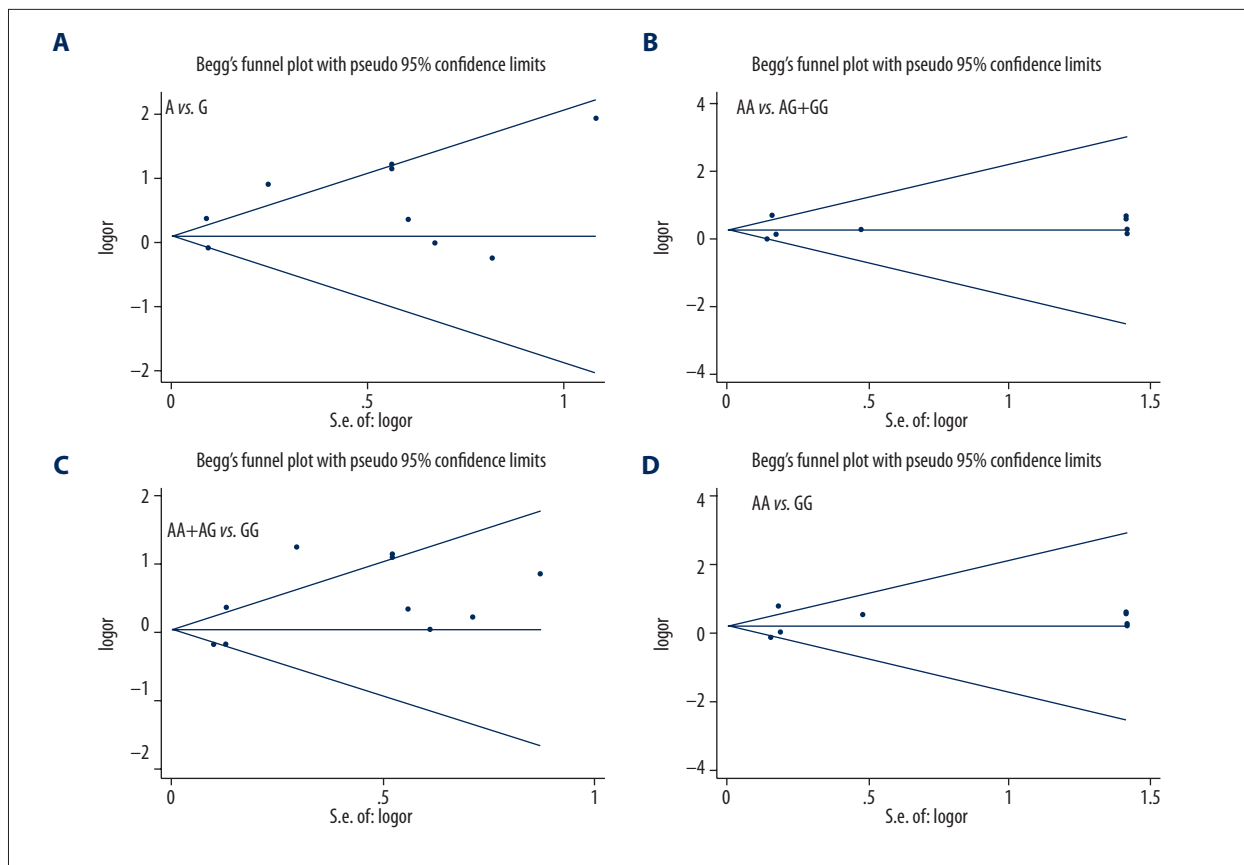 A
Begg's funnel plot with pseudo 95% confidence limits
A vs. G
2
1
0
−1
−2
logor
0
.5
1
S.e. of: logor
B
Begg's funnel plot with pseudo 95% confidence limits
AA vs. AG+GG
4
2
0
−2
−4
logor
0
.5
1
1.5
S.e. of: logor
C
Begg's funnel plot with pseudo 95% confidence limits
AA+AG vs. GG
2
1
0
−1
−2
logor
0
.5
1
S.e. of: logor
D
Begg's funnel plot with pseudo 95% confidence limits
AA vs. GG
4
2
0
−2
−4
logor
0
.5
1
1.5
S.e. of: logor